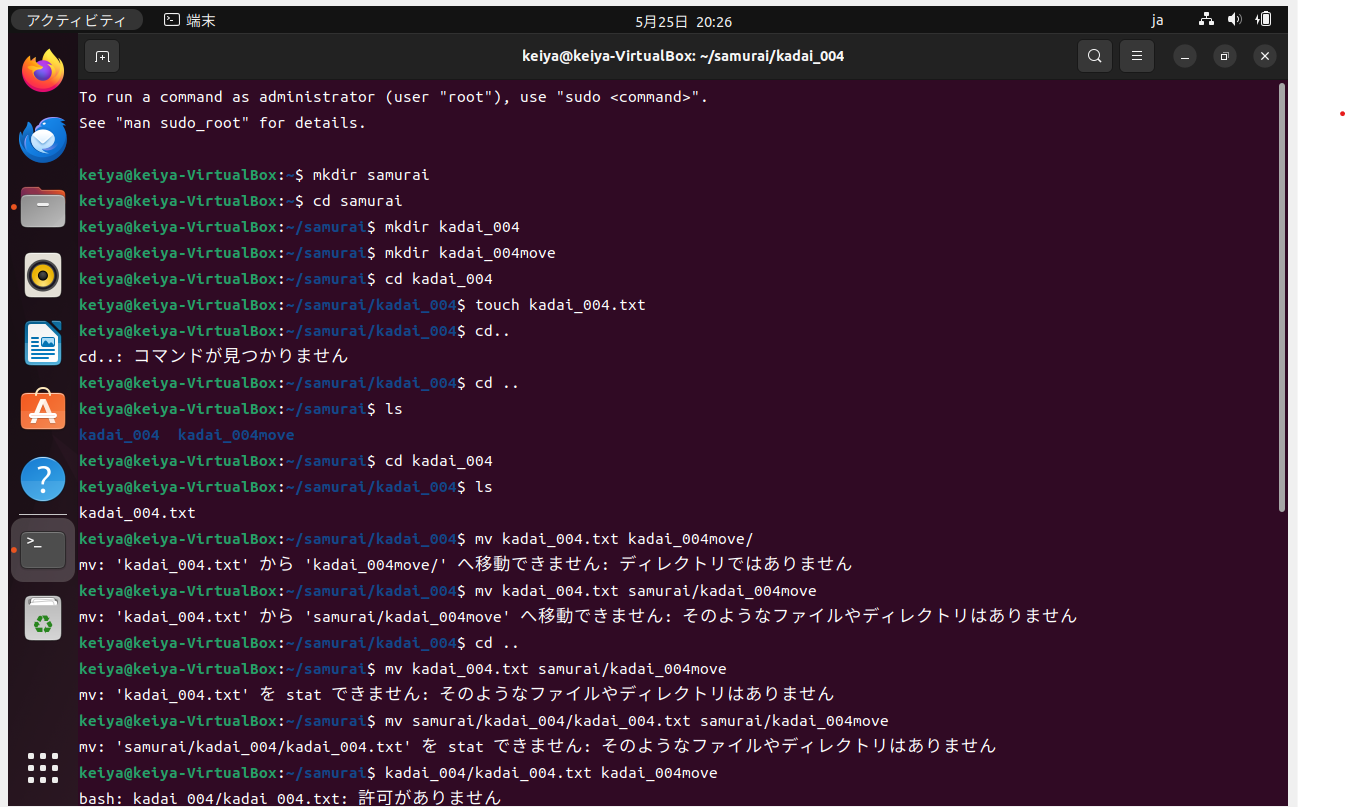 アクティビティ 端末 5月25日 20:26 ja
keiya@keiya-VirtualBox: ~/samurai/kadai_004
To run a command as administrator (user "root"), use "sudo <command>".
See "man sudo_root" for details.
keiya@keiya-VirtualBox:~$ mkdir samurai
keiya@keiya-VirtualBox:~$ cd samurai
keiya@keiya-VirtualBox:~/samurai$ mkdir kadai_004
keiya@keiya-VirtualBox:~/samurai$ mkdir kadai_004move
keiya@keiya-VirtualBox:~/samurai$ cd kadai_004
keiya@keiya-VirtualBox:~/samurai/kadai_004$ touch kadai_004.txt
keiya@keiya-VirtualBox:~/samurai/kadai_004$ cd..
cd..: コマンドが見つかりません
keiya@keiya-VirtualBox:~/samurai/kadai_004$ cd ..
keiya@keiya-VirtualBox:~/samurai$ ls
kadai_004  kadai_004move
keiya@keiya-VirtualBox:~/samurai$ cd kadai_004
keiya@keiya-VirtualBox:~/samurai/kadai_004$ ls
kadai_004.txt
keiya@keiya-VirtualBox:~/samurai/kadai_004$ mv kadai_004.txt kadai_004move/
mv: 'kadai_004.txt' から 'kadai_004move/' へ移動できません: ディレクトリではありません
keiya@keiya-VirtualBox:~/samurai/kadai_004$ mv kadai_004.txt samurai/kadai_004move
mv: 'kadai_004.txt' から 'samurai/kadai_004move' へ移動できません: そのようなファイルやディレクトリはありません
keiya@keiya-VirtualBox:~/samurai/kadai_004$ cd ..
keiya@keiya-VirtualBox:~/samurai$ mv kadai_004.txt samurai/kadai_004move
mv: 'kadai_004.txt' を stat できません: そのようなファイルやディレクトリはありません
keiya@keiya-VirtualBox:~/samurai$ mv samurai/kadai_004/kadai_004.txt samurai/kadai_004move
mv: 'samurai/kadai_004/kadai_004.txt' を stat できません: そのようなファイルやディレクトリはありません
keiya@keiya-VirtualBox:~/samurai$ kadai_004/kadai_004.txt kadai_004move
bash: kadai_004/kadai_004.txt: 許可がありません